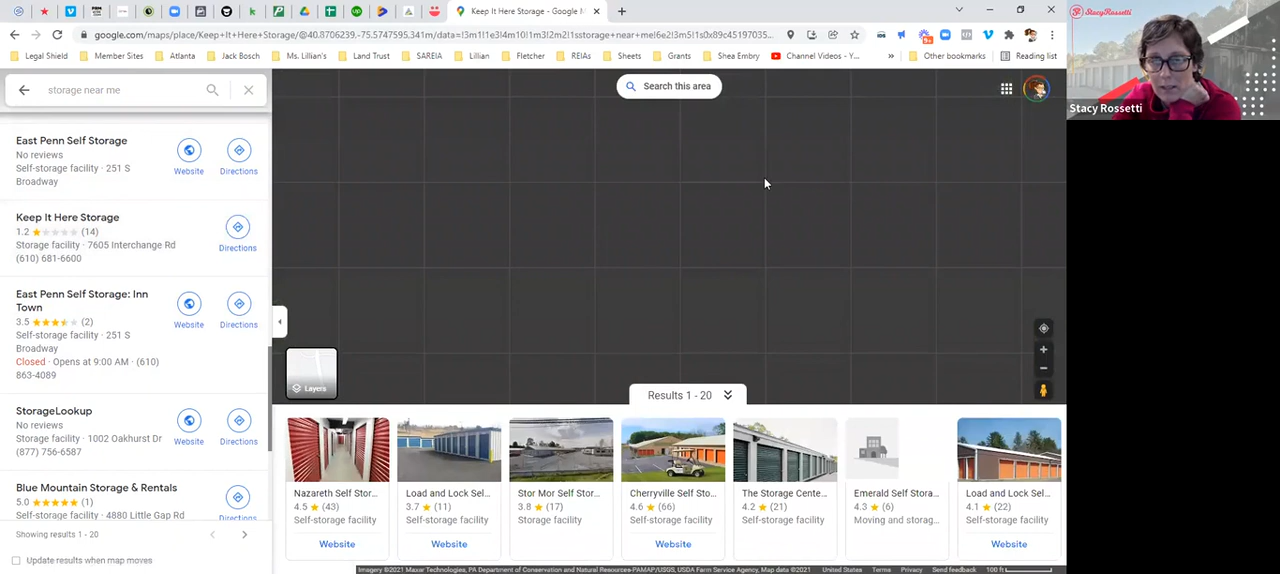 Keep It Here Storage - Google M
google.com/maps/place/Keep+It+Here+Storage/@40.8706239,-75.5747595,341m/data=!3m1!1e3!4m10!1m3!2m2!1sstorage+near+me!6e2!3m5!1s0x89c45197035...
Legal Shield
Member Sites
Atlanta
Jack Bosch
Ms. Lillian's
Land Trust
SAREIA
Lillian
Fletcher
REIAs
Sheets
Grants
Shea Embry
Channel Videos - Y...
»
Other bookmarks
Reading list
StacyRossetti
Stacy Rossetti
storage near me
Search this area
East Penn Self Storage
No reviews
Self-storage facility · 251 S
Broadway
Website
Directions
Keep It Here Storage
1.2 (14)
Storage facility · 7605 Interchange Rd
(610) 681-6600
Directions
East Penn Self Storage: Inn
Town
3.5 (2)
Self-storage facility · 251 S
Broadway
Closed · Opens at 9:00 AM · (610)
863-4089
Website
Directions
StorageLookup
No reviews
Storage facility · 1002 Oakhurst Dr
(877) 756-6587
Website
Directions
Blue Mountain Storage & Rentals
5.0 (1)
Self-storage facility · 4880 Little Gap Rd
Directions
Showing results 1 - 20
Update results when map moves
Layers
Results 1 - 20
Nazareth Self Stor...
4.5 (43)
Self-storage facility
Website
Load and Lock Sel...
3.7 (11)
Self-storage facility
Website
Stor Mor Self Stor...
3.8 (17)
Storage facility
Cherryville Self Sto...
4.6 (66)
Self-storage facility
Website
The Storage Cente...
4.2 (21)
Self-storage facility
Website
Emerald Self Stora...
4.3 (6)
Moving and storag...
Load and Lock Sel...
4.1 (22)
Self-storage facility
Website
Imagery ©2021 Maxar Technologies, PA Department of Conservation and Natural Resources-PAMAP/USGS, USDA Farm Service Agency, Map data ©2021
United States
Terms
Privacy
Send feedback
100 ft